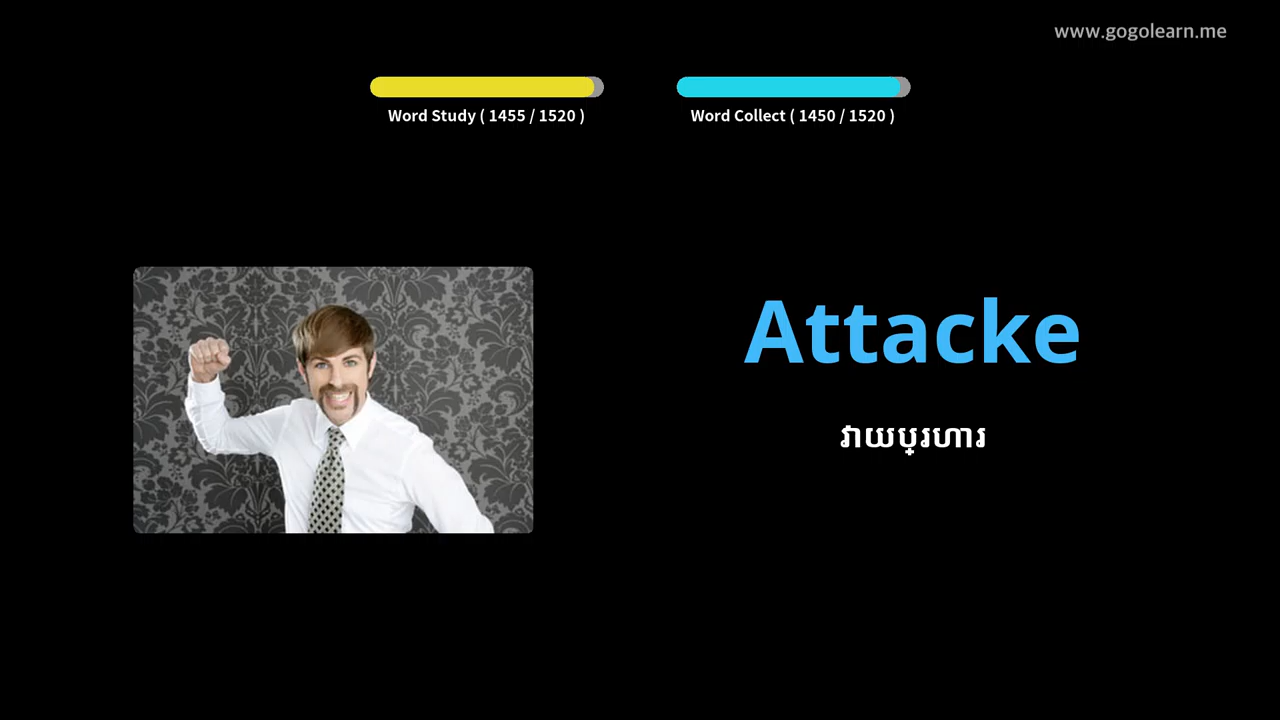 www.gogolearn.me
Word Study ( 1455 / 1520 )
Word Collect ( 1450 / 1520 )
Attacke
វាយប្រហារ